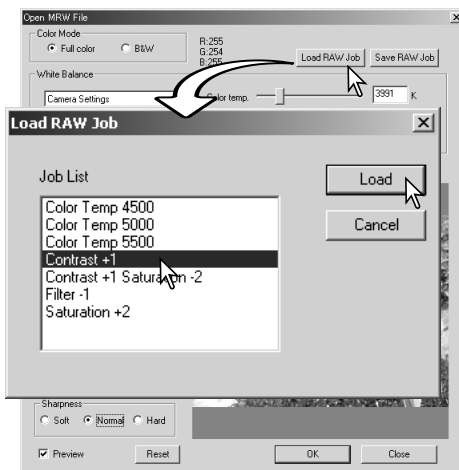 Open MRW File
Color Mode
Full color B&W
R:255
G:254
B:255
Load RAW Job Save RAW Job
White Balance
Camera Settings
Color temp. 3991 K
Load RAW Job
Job List
Color Temp 4500
Color Temp 5000
Color Temp 5500
Contrast +1
Contrast +1 Saturation -2
Filter -1
Saturation +2
Load
Cancel
Sharpness
Soft Normal Hard
Preview Reset OK Close